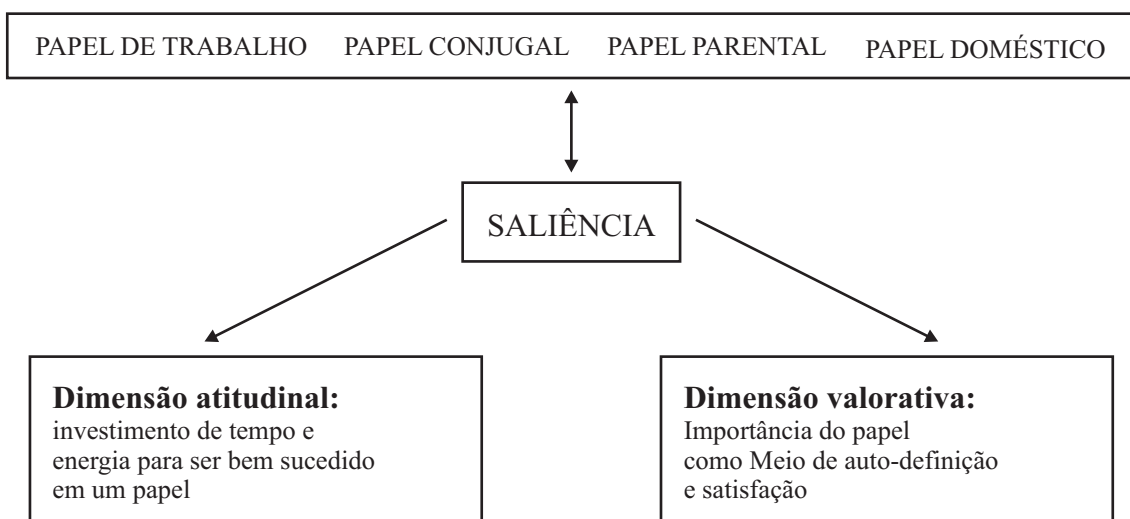 PAPEL DE TRABALHO PAPEL CONJUGAL PAPEL PARENTAL PAPEL DOMÉSTICO
SALIÊNCIA
Dimensão atitudinal:
investimento de tempo e
energia para ser bem sucedido
em um papel
Dimensão valorativa:
Importância do papel
como Meio de auto-definição
e satisfação